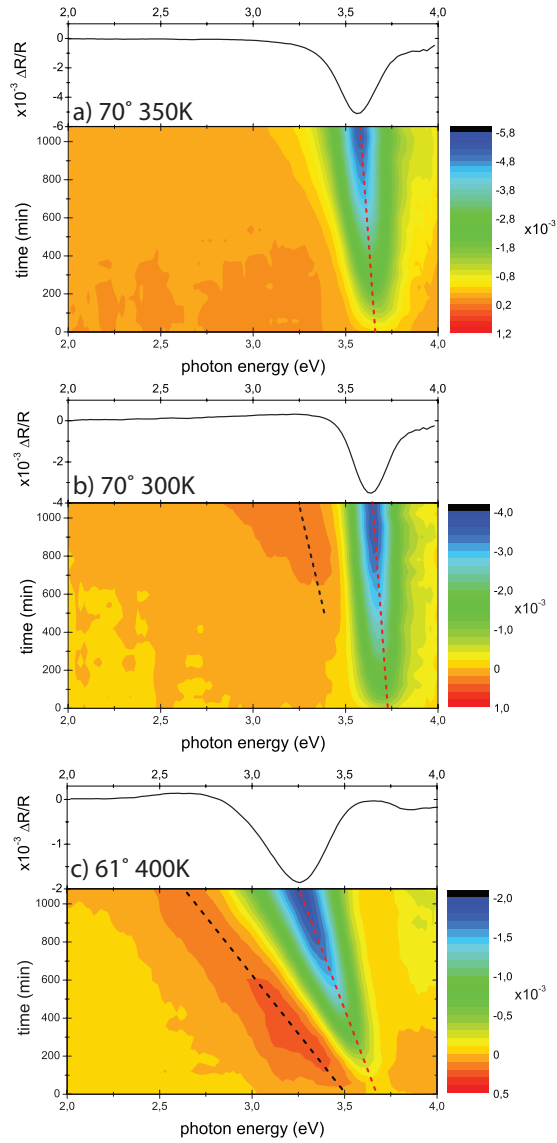 2,0 2,5 3,0 3,5 4,0
0
-2
-4
-6
x10⁻³ ΔR/R
a) 70° 350K
1000
800
600
400
200
0
time (min)
2,0 2,5 3,0 3,5 4,0
photon energy (eV)
-5,8
-4,8
-3,8
-2,8
-0,8
0,2
1,2
x10⁻³
2,0 2,5 3,0 3,5 4,0
0
-2
-4
x10⁻³ ΔR/R
b) 70° 300K
1000
800
600
400
200
0
time (min)
2,0 2,5 3,0 3,5 4,0
photon energy (eV)
-4,0
-3,0
-2,0
-1,0
0
1,0
x10⁻³
2,0 2,5 3,0 3,5 4,0
0
-1
-2
x10⁻³ ΔR/R
c) 61° 400K
1000
800
600
400
200
0
time (min)
2,0 2,5 3,0 3,5 4,0
photon energy (eV)
-2,0
-1,5
-1,0
-0,5
0
0,5
x10⁻³